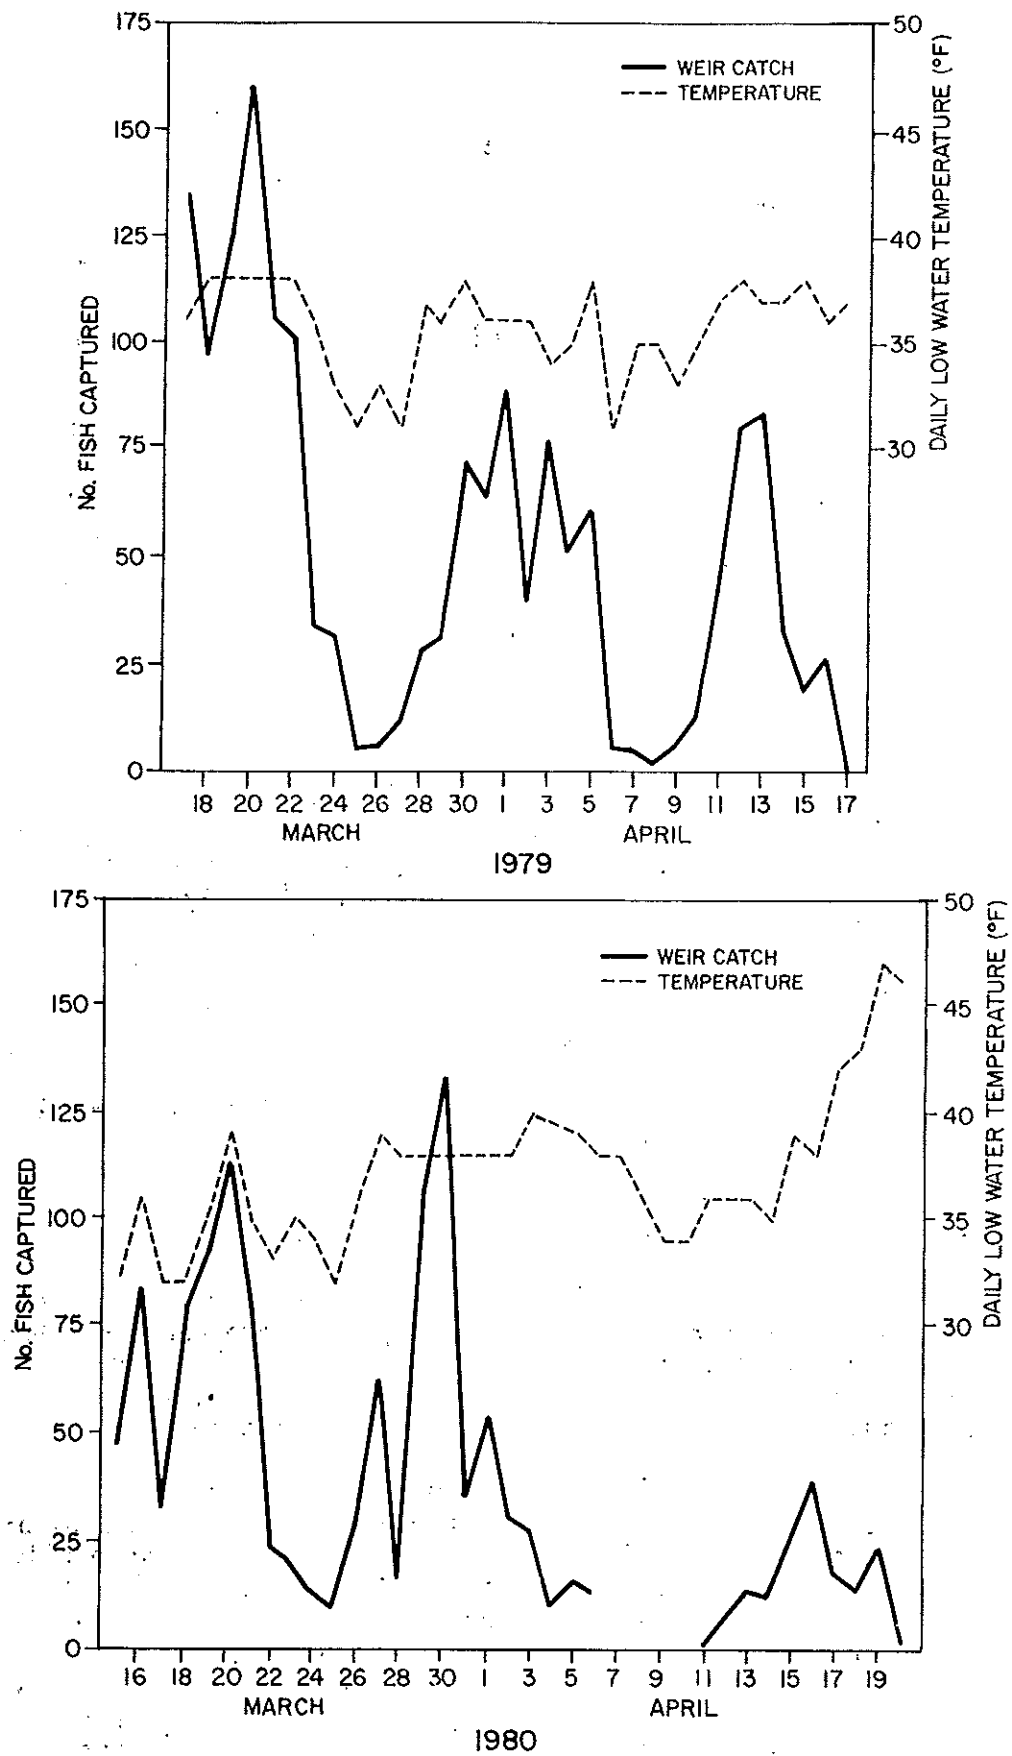 175
150
125
100
75
50
25
0
No. FISH CAPTURED
WEIR CATCH
TEMPERATURE
50
45
40
35
30
DAILY LOW WATER TEMPERATURE (°F)
18 20 22 24 26 28 30 1 3 5 7 9 11 13 15 17
MARCH APRIL
1979
175
150
125
100
75
50
25
0
No. FISH CAPTURED
WEIR CATCH
TEMPERATURE
50
45
40
35
30
DAILY LOW WATER TEMPERATURE (°F)
16 18 20 22 24 26 28 30 1 3 5 7 9 11 13 15 17 19
MARCH APRIL
1980